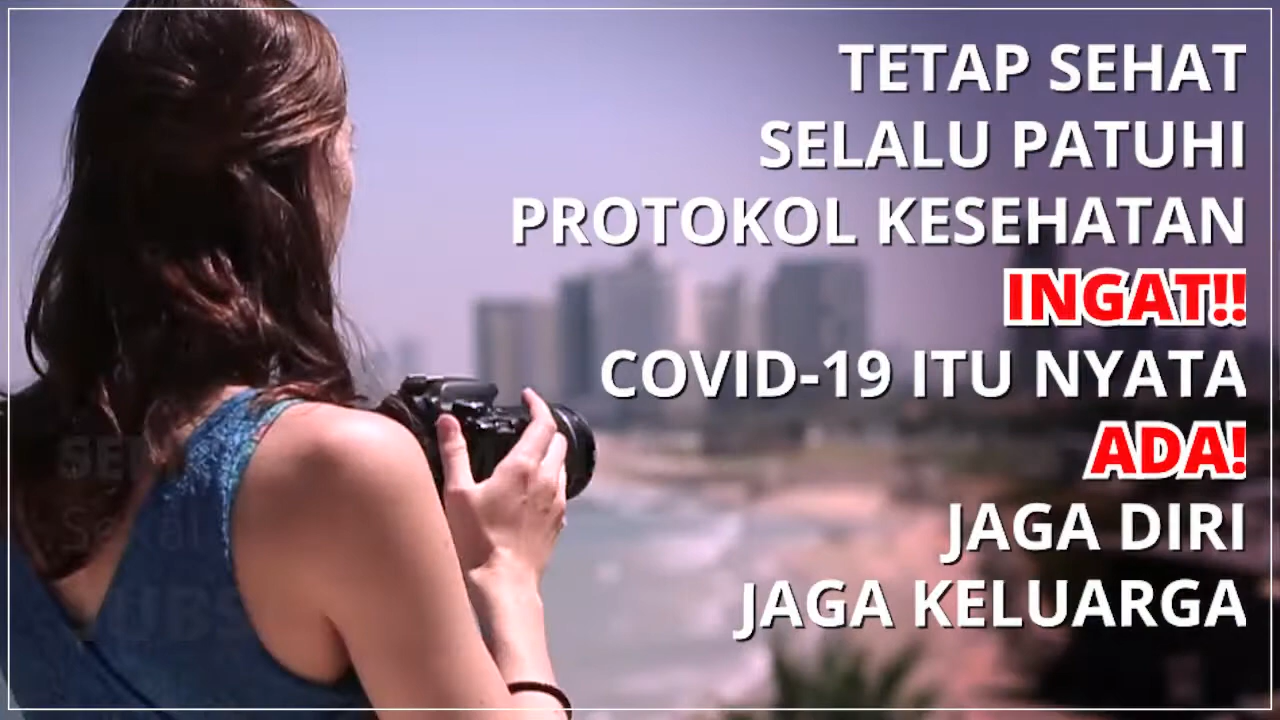 TETAP SEHAT
SELALU PATUHI
PROTOKOL KESEHATAN
INGAT!!
COVID-19 ITU NYATA
ADA!
JAGA DIRI
JAGA KELUARGA